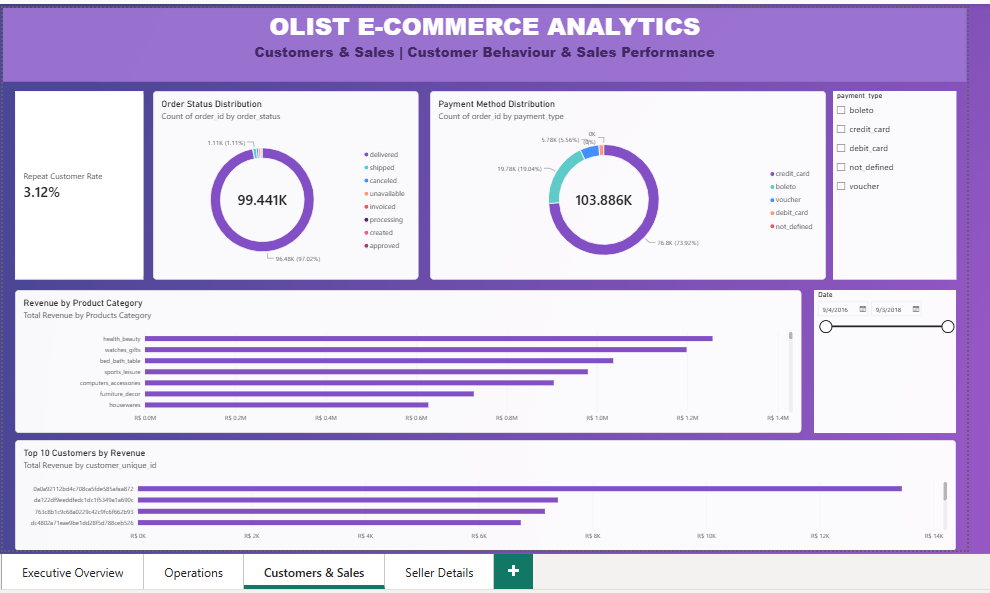 OLIST E-COMMERCE ANALYTICS
Customers & Sales | Customer Behaviour & Sales Performance
Repeat Customer Rate
3.12%
Order Status Distribution
Count of order_id by order_status
1.11K (1.11%)
99.441K
96.48K (97.02%)
delivered
shipped
canceled
unavailable
invoiced
processing
created
approved
Payment Method Distribution
Count of order_id by payment_type
0K
(0%)
5.78K (5.56%)
19.78K (19.04%)
103.886K
76.8K (73.92%)
credit_card
boleto
voucher
debit_card
not_defined
payment_type
boleto
credit_card
debit_card
not_defined
voucher
Revenue by Product Category
Total Revenue by Products Category
health_beauty
watches_gifts
bed_bath_table
sports_leisure
computers_accessories
furniture_decor
housewares
R$ 0.0M R$ 0.2M R$ 0.4M R$ 0.6M R$ 0.8M R$ 1.0M R$ 1.2M R$ 1.4M
Date
9/4/2016 9/3/2018
Top 10 Customers by Revenue
Total Revenue by customer_unique_id
R$ 0K R$ 2K R$ 4K R$ 6K R$ 8K R$ 10K R$ 12K R$ 14K
Executive Overview Operations Customers & Sales Seller Details +